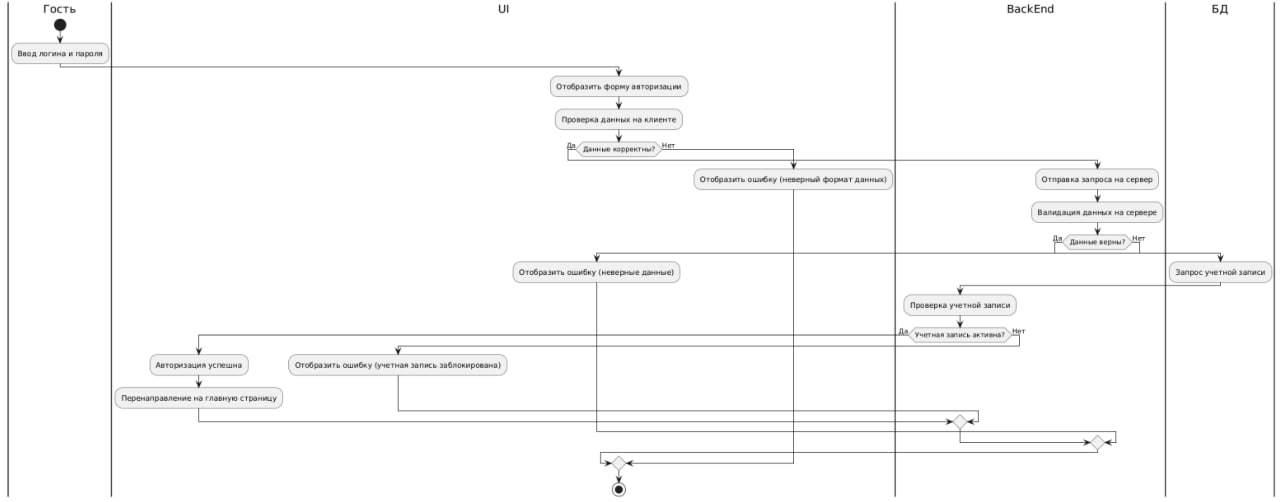 Гость
UI
BackEnd
БД
Ввод логина и пароля
Отобразить форму авторизации
Проверка данных на клиенте
Да
Данные корректны?
Нет
Отобразить ошибку (неверный формат данных)
Отправка запроса на сервер
Валидация данных на сервере
Да
Данные верны?
Нет
Отобразить ошибку (неверные данные)
Запрос учетной записи
Проверка учетной записи
Да
Учетная запись активна?
Нет
Авторизация успешна
Отобразить ошибку (учетная запись заблокирована)
Перенаправление на главную страницу